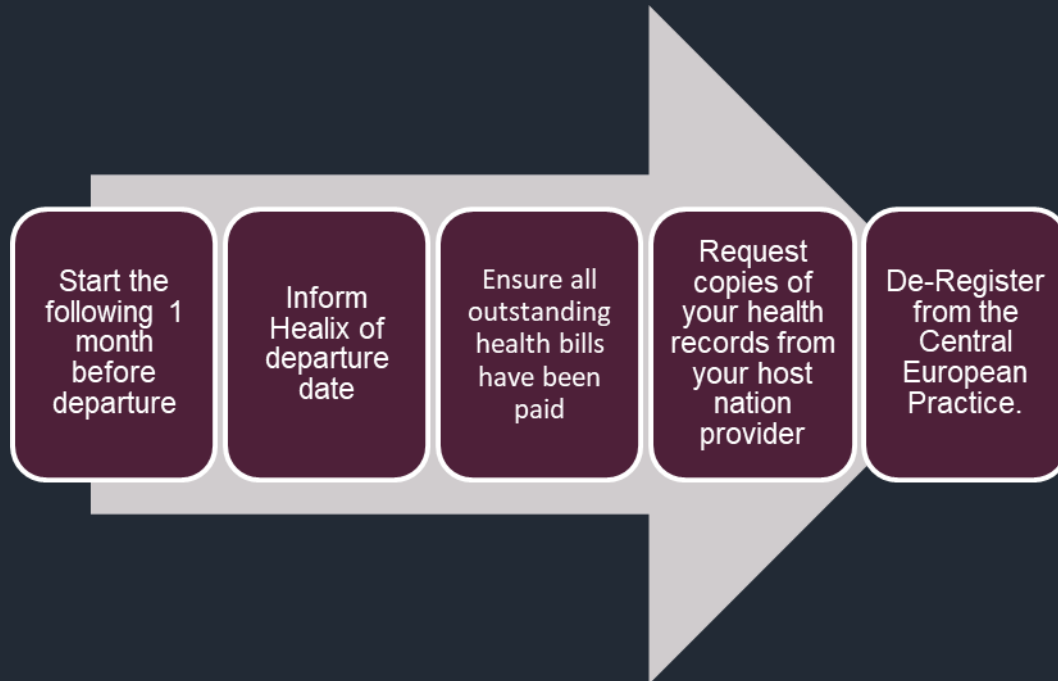 Start the
following 1
month
before
departure
Inform
Healix of
departure
date
Ensure all
outstanding
health bills
have been
paid
Request
copies of
your health
records from
your host
nation
provider
De-Register
from the
Central
European
Practice.